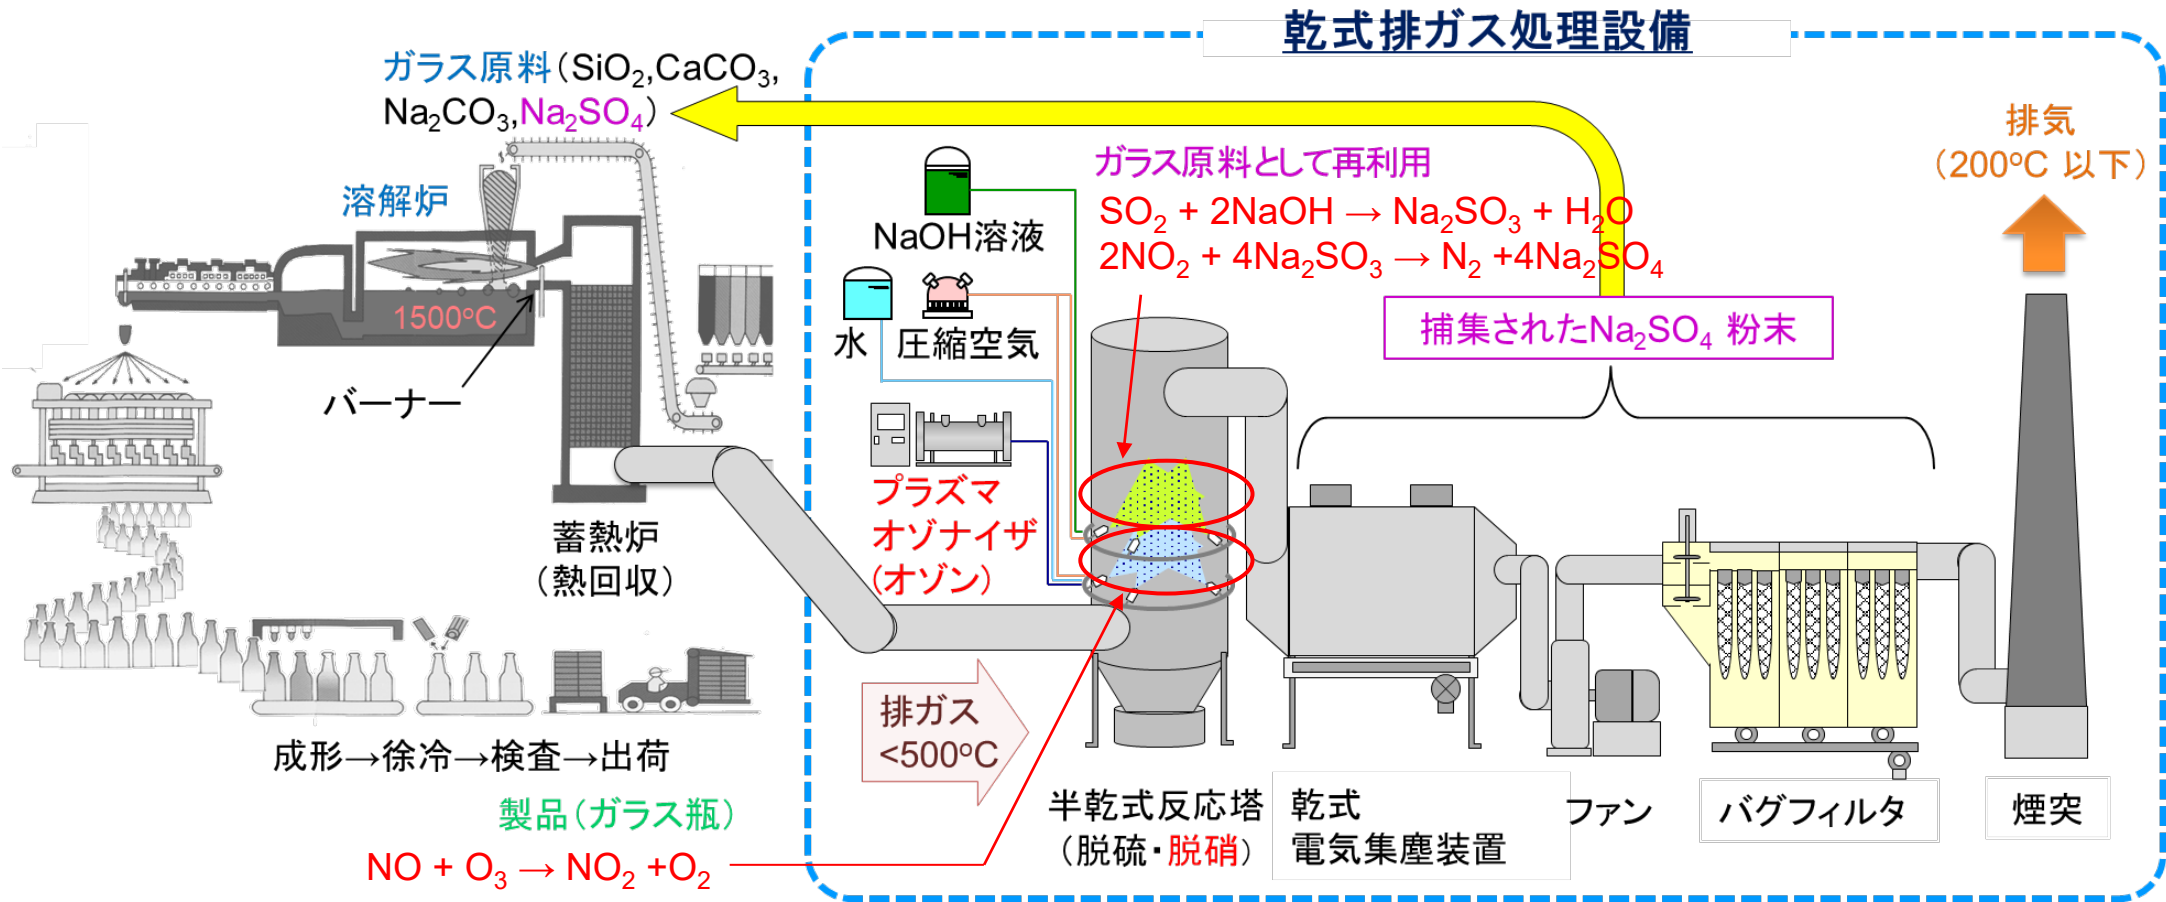 乾式排ガス処理設備
ガラス原料（SiO₂,CaCO₃,
Na₂CO₃,Na₂SO₄）
溶解炉
1500℃
バーナー
蓄熱炉
（熱回収）
成形→徐冷→検査→出荷
製品（ガラス瓶）
NO + O₃ → NO₂ +O₂
NaOH溶液
水
圧縮空気
プラズマ
オゾナイザ
（オゾン）
排ガス
<500℃
ガラス原料として再利用
SO₂ + 2NaOH → Na₂SO₃ + H₂O
2NO₂ + 4Na₂SO₃ → N₂ +4Na₂SO₄
捕集されたNa₂SO₄ 粉末
排気
（200℃ 以下）
半乾式反応塔
（脱硫・脱硝）
乾式
電気集塵装置
ファン
バグフィルタ
煙突